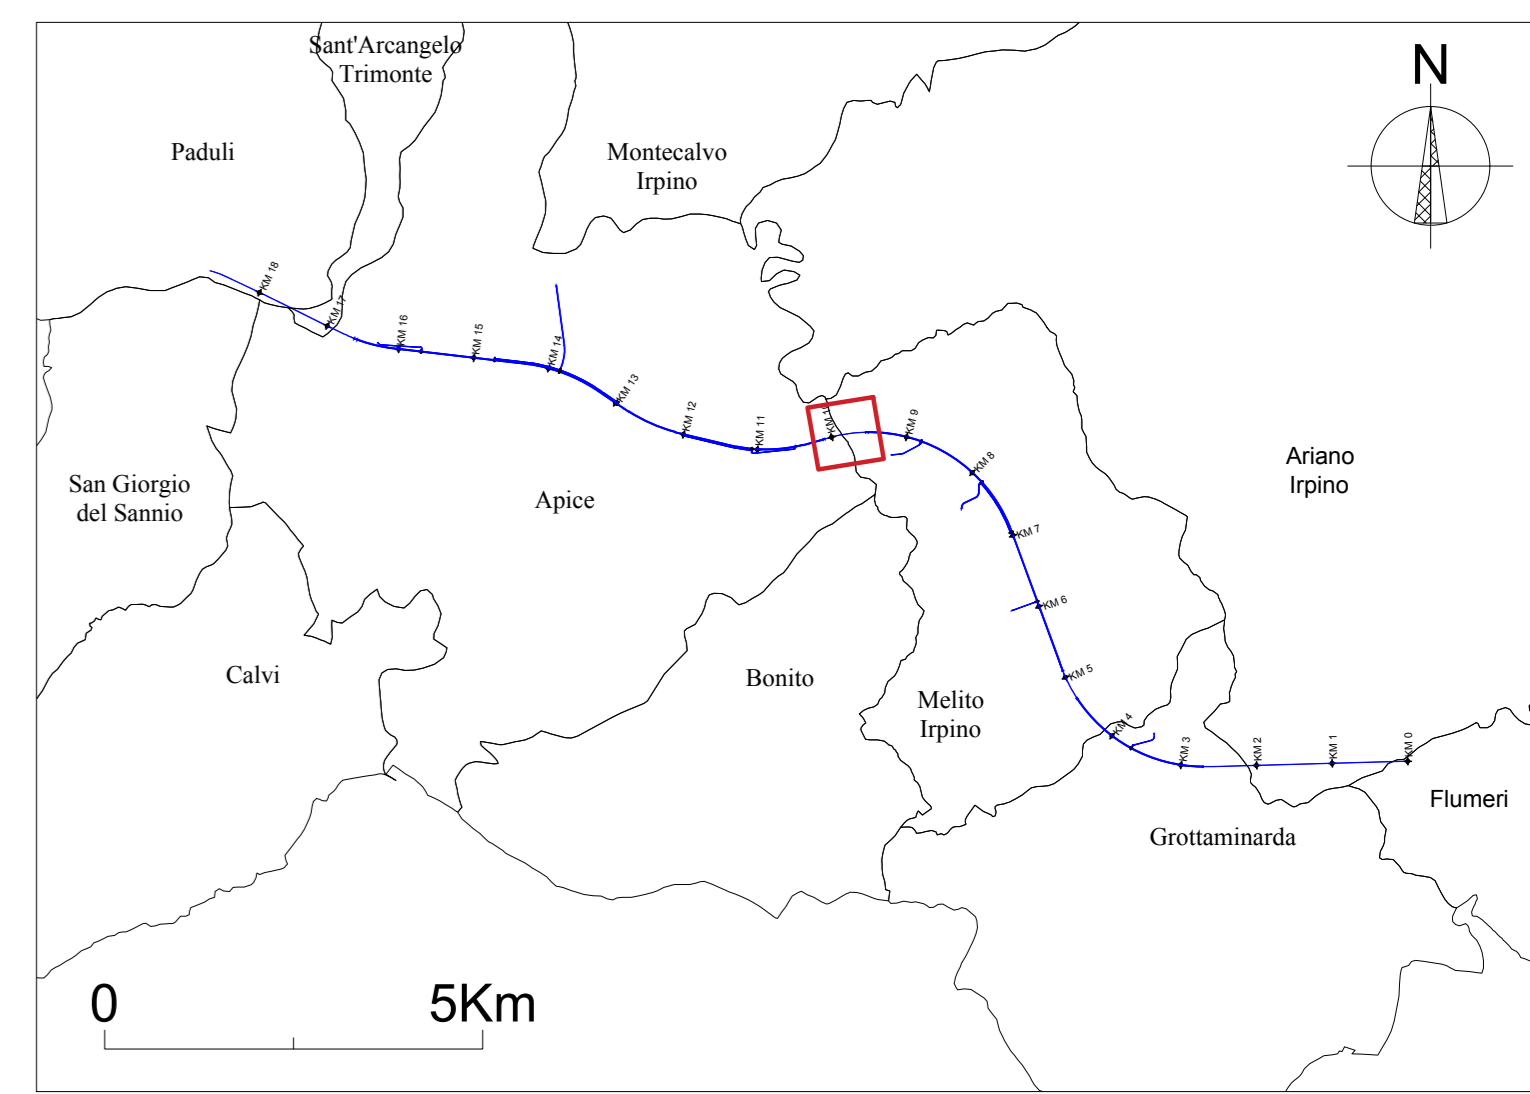 Sant'Arcangelo
Trimonte
N
Paduli
Montecalvo
Irpino
KM 18
KM 17
KM 16
KM 15
KM 14
KM 13
KM 12
KM 11
KM 9
KM 8
KM 7
KM 6
KM 5
KM 4
KM 3
KM 2
KM 1
KM 0
Ariano
Irpino
San Giorgio
del Sannio
Apice
Calvi
Bonito
Melito
Irpino
Flumeri
Grottaminarda
0
5Km